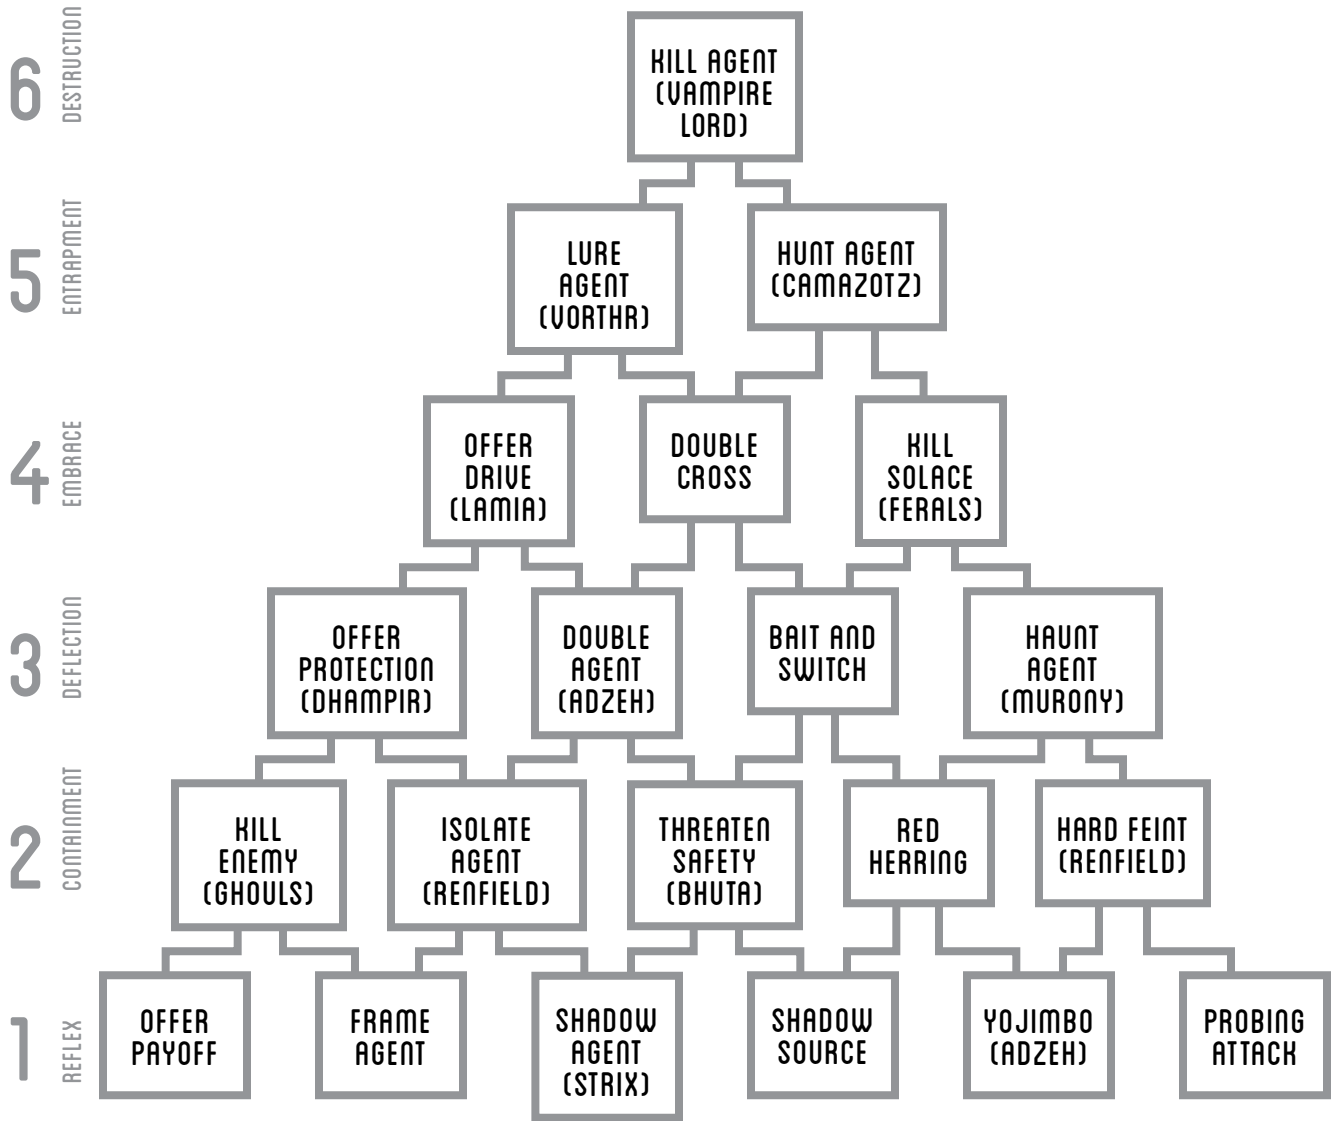 6 DESTRUCTION
KILL AGENT
(VAMPIRE
LORD)
5 ENTRAPMENT
LURE
AGENT
(VORTHR)
HUNT AGENT
(CAMAZOTZ)
4 EMBRACE
OFFER
DRIVE
(LAMIA)
DOUBLE
CROSS
KILL
SOLACE
(FERALS)
3 DEFLECTION
OFFER
PROTECTION
(DHAMPIR)
DOUBLE
AGENT
(ADZEH)
BAIT AND
SWITCH
HAUNT
AGENT
(MURONY)
2 CONTAINMENT
KILL
ENEMY
(GHOULS)
ISOLATE
AGENT
(RENFIELD)
THREATEN
SAFETY
(BHUTA)
RED
HERRING
HARD FEINT
(RENFIELD)
1 REFLEX
OFFER
PAYOFF
FRAME
AGENT
SHADOW
AGENT
(STRIX)
SHADOW
SOURCE
YOJIMBO
(ADZEH)
PROBING
ATTACK